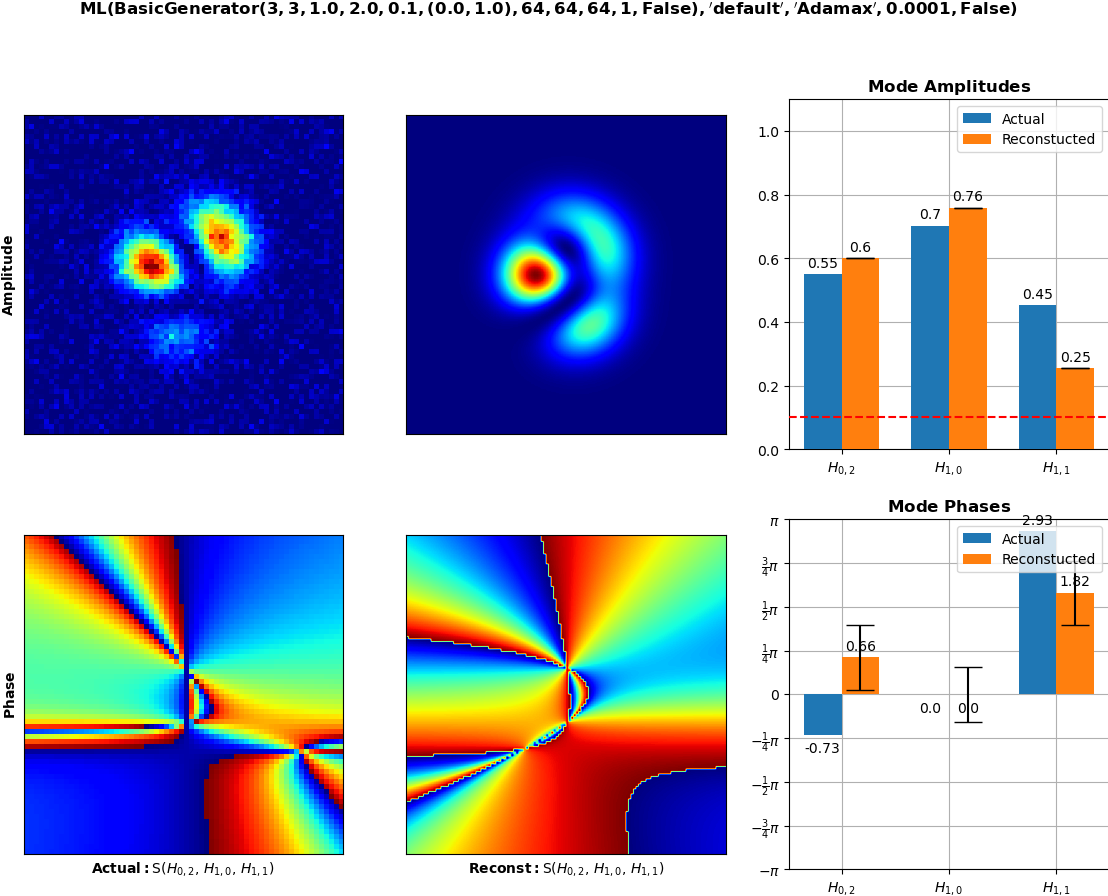 ML(BasicGenerator(3, 3, 1.0, 2.0, 0.1, (0.0, 1.0), 64, 64, 64, 1, False), ′default′, ′Adamax′, 0.0001, False)
Amplitude
Mode Amplitudes
Actual
Reconstucted
1.0
0.8
0.6
0.4
0.2
0.0
0.55
0.6
0.7
0.76
0.45
0.25
H0, 2
H1, 0
H1, 1
Phase
Actual: S(H0, 2, H1, 0, H1, 1)
Reconst: S(H0, 2, H1, 0, H1, 1)
Mode Phases
Actual
Reconstucted
π
3/4π
1/2π
1/4π
0
−1/4π
−1/2π
−3/4π
−π
-0.73
0.66
0.0
0.0
2.93
1.82
H0, 2
H1, 0
H1, 1